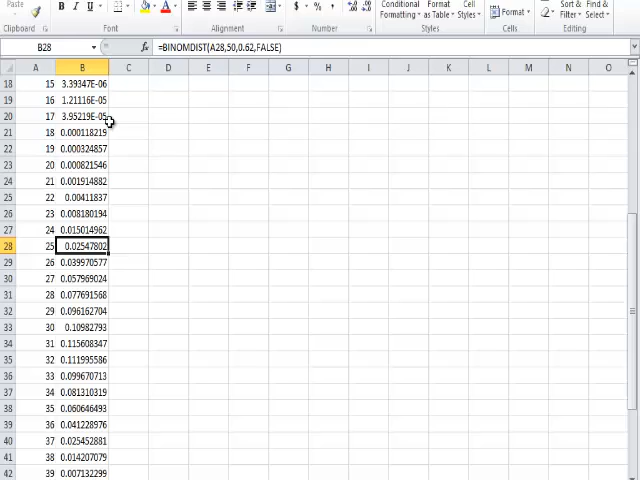 Conditional Format Cell
Formatting as Table Styles
Format
Sort & Find &
Filter Select
B I U A
$ % ,
Font Alignment Number Styles Cells Editing
B28 fx =BINOMDIST(A28,50,0.62,FALSE)
A B C D E F G H I J K L M N O
18 15 3.39347E-06
19 16 1.21116E-05
20 17 3.95219E-05
21 18 0.000118219
22 19 0.000324857
23 20 0.000821546
24 21 0.001914882
25 22 0.00411837
26 23 0.008180194
27 24 0.015014962
28 25 0.02547802
29 26 0.039970577
30 27 0.057969024
31 28 0.077691568
32 29 0.096162704
33 30 0.10982793
34 31 0.115608347
35 32 0.111995586
36 33 0.099670713
37 34 0.081310319
38 35 0.060646493
39 36 0.041228976
40 37 0.025452881
41 38 0.014207079
42 39 0.007132299